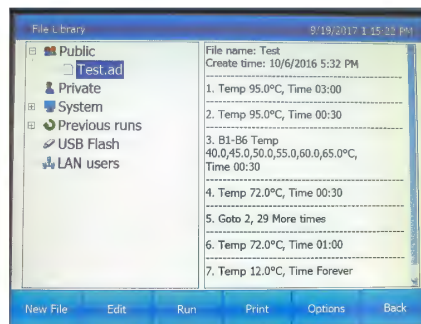 File Library
9/19/2017 1 15 22 PM
Public
Test.ad
Private
System
Previous runs
USB Flash
LAN users
File name: Test
Create time: 10/6/2016 5:32 PM
1. Temp 95.0°C, Time 03:00
2. Temp 95.0°C, Time 00:30
3. B1-B6 Temp
40.0,45.0,50.0,55.0,60.0,65.0°C,
Time 00:30
4. Temp 72.0°C, Time 00:30
5. Goto 2, 29 More times
6. Temp 72.0°C, Time 01:00
7. Temp 12.0°C, Time Forever
New File
Edit
Run
Print
Options
Back